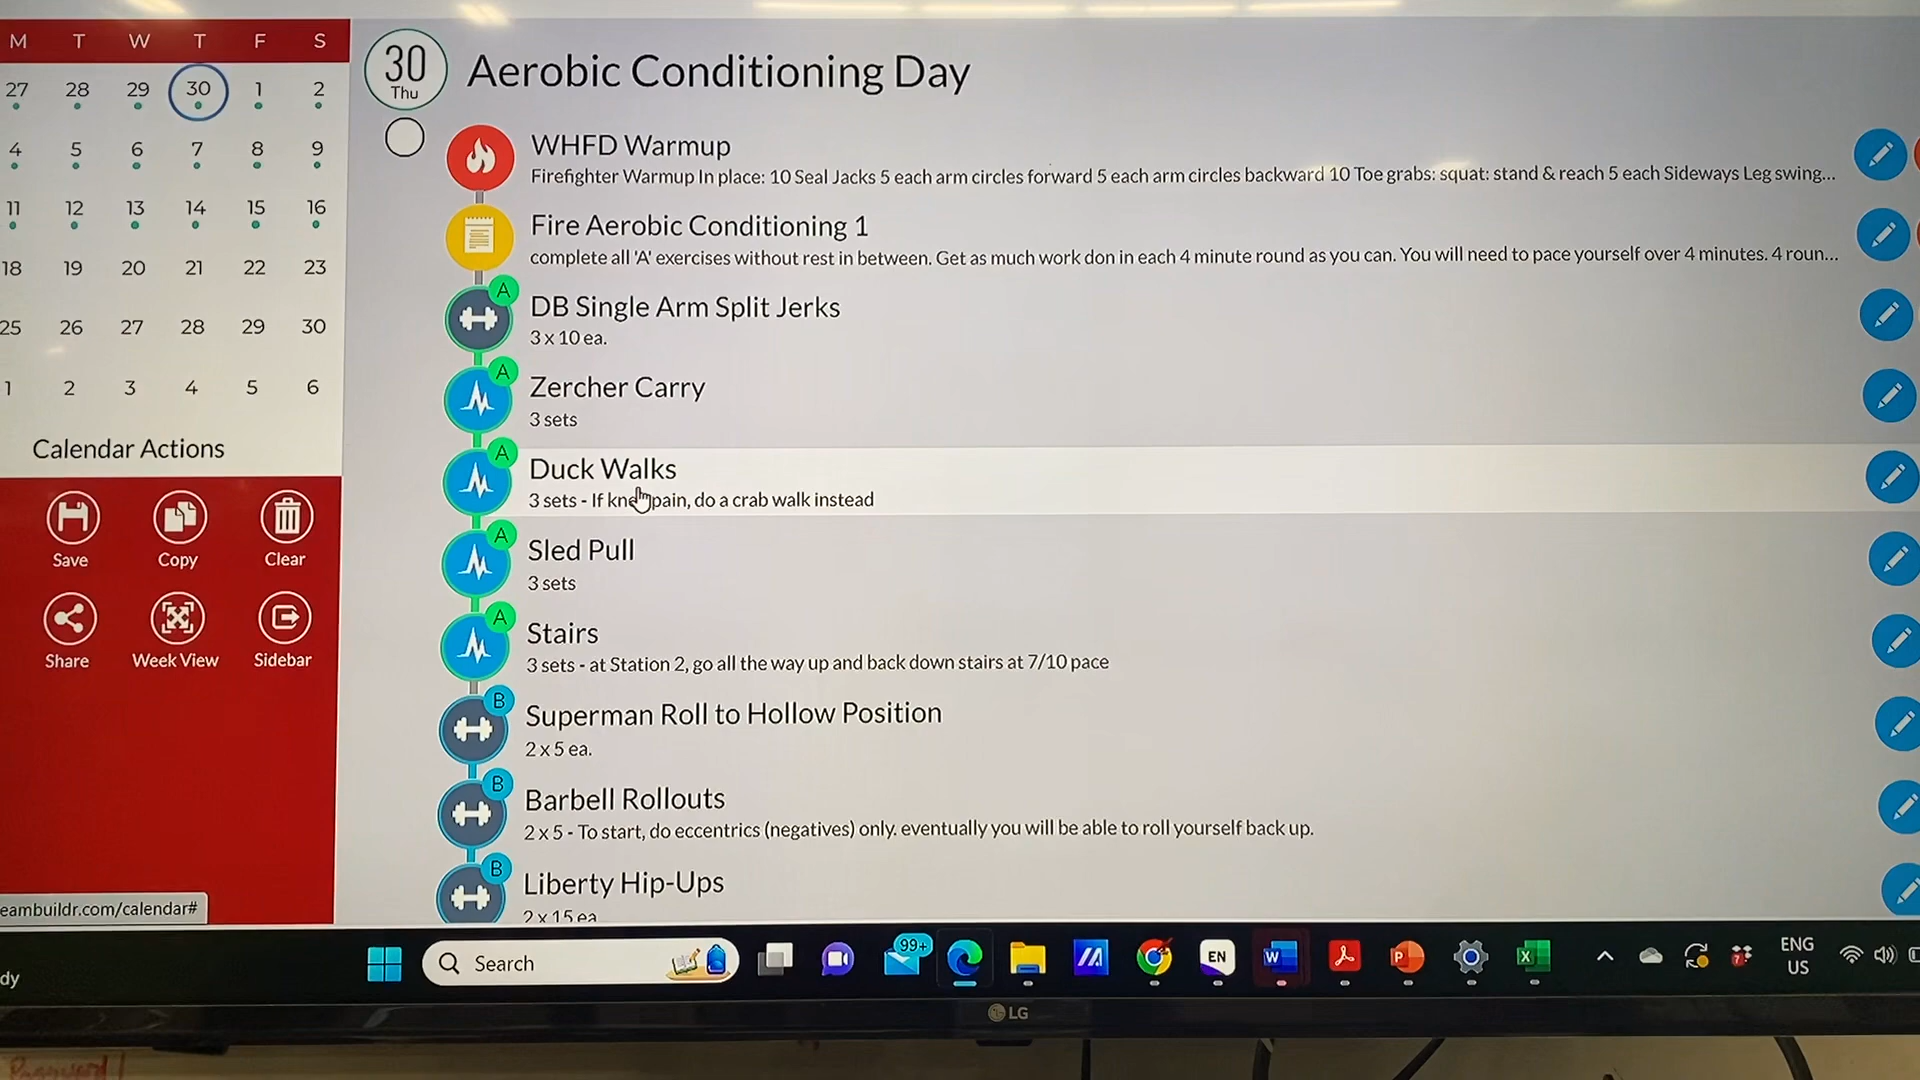 M T W T F S
27 28 29 30 1 2
4 5 6 7 8 9
11 12 13 14 15 16
18 19 20 21 22 23
25 26 27 28 29 30
1 2 3 4 5 6
Calendar Actions
Save Copy Clear
Share Week View Sidebar
eambuildr.com/calendar#
30
Thu
Aerobic Conditioning Day
WHFD Warmup
Firefighter Warmup In place: 10 Seal Jacks 5 each arm circles forward 5 each arm circles backward 10 Toe grabs: squat: stand & reach 5 each Sideways Leg swing...
Fire Aerobic Conditioning 1
complete all 'A' exercises without rest in between. Get as much work don in each 4 minute round as you can. You will need to pace yourself over 4 minutes. 4 roun...
A
DB Single Arm Split Jerks
3 x 10 ea.
A
Zercher Carry
3 sets
A
Duck Walks
3 sets - If knee pain, do a crab walk instead
A
Sled Pull
3 sets
A
Stairs
3 sets - at Station 2, go all the way up and back down stairs at 7/10 pace
B
Superman Roll to Hollow Position
2 x 5 ea.
B
Barbell Rollouts
2 x 5 - To start, do eccentrics (negatives) only. eventually you will be able to roll yourself back up.
B
Liberty Hip-Ups
2 x 15 ea
dy
Search
99+
EN
W
P
X
ENG
US
LG
Password